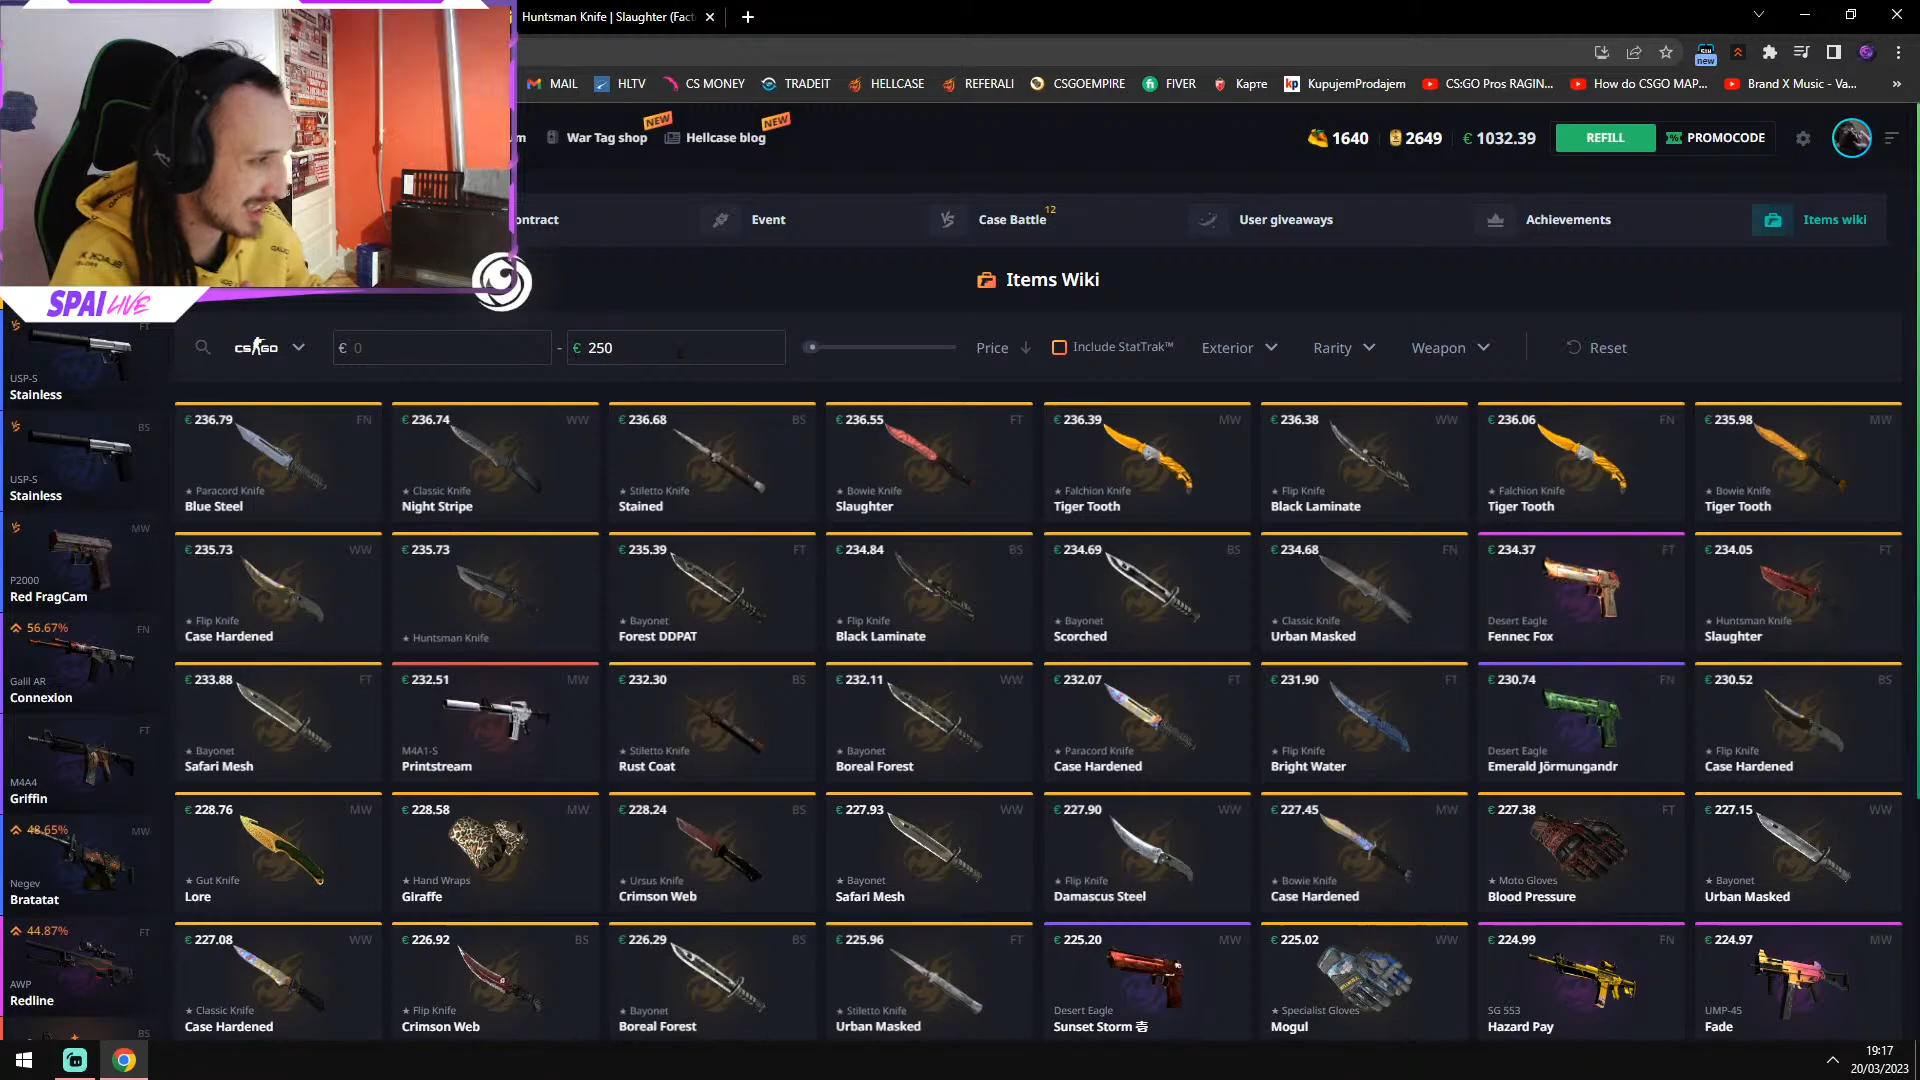 Huntsman Knife | Slaughter (Fact
MAIL HLTV CS MONEY TRADEIT HELLCASE REFERALI CSGOEMPIRE FIVER Карте KupujemProdajem CS:GO Pros RAGIN... How do CSGO MAP... Brand X Music - Va... »
new
War Tag shop NEW Hellcase blog NEW 1640 2649 € 1032.39 REFILL PROMOCODE
ontract Event Case Battle 12 User giveaways Achievements Items wiki
Items Wiki
SPAI LIVE
CS:GO € 0 - € 250 Price Include StatTrak™ Exterior Rarity Weapon Reset
FT
USP-S
Stainless
BS
USP-S
Stainless
MW
P2000
Red FragCam
56.67% FN
Galil AR
Connexion
FT
M4A4
Griffin
48.65% MW
Negev
Bratatat
44.87% FT
AWP
Redline
BS
€ 236.79 FN € 236.74 WW € 236.68 BS € 236.55 FT € 236.39 MW € 236.38 WW € 236.06 FN € 235.98 MW
★ Paracord Knife ★ Classic Knife ★ Stiletto Knife ★ Bowie Knife ★ Falchion Knife ★ Flip Knife ★ Falchion Knife ★ Bowie Knife
Blue Steel Night Stripe Stained Slaughter Tiger Tooth Black Laminate Tiger Tooth Tiger Tooth
€ 235.73 WW € 235.73 € 235.39 FT € 234.84 BS € 234.69 BS € 234.68 FN € 234.37 FT € 234.05 FT
★ Flip Knife ★ Huntsman Knife ★ Bayonet ★ Flip Knife ★ Bayonet ★ Classic Knife Desert Eagle ★ Huntsman Knife
Case Hardened Forest DDPAT Black Laminate Scorched Urban Masked Fennec Fox Slaughter
€ 233.88 FT € 232.51 MW € 232.30 BS € 232.11 WW € 232.07 FT € 231.90 FT € 230.74 FN € 230.52 BS
★ Bayonet M4A1-S ★ Stiletto Knife ★ Bayonet ★ Paracord Knife ★ Flip Knife Desert Eagle ★ Flip Knife
Safari Mesh Printstream Rust Coat Boreal Forest Case Hardened Bright Water Emerald Jörmungandr Case Hardened
€ 228.76 MW € 228.58 MW € 228.24 BS € 227.93 WW € 227.90 WW € 227.45 MW € 227.38 FT € 227.15 WW
★ Gut Knife ★ Hand Wraps ★ Ursus Knife ★ Bayonet ★ Flip Knife ★ Bowie Knife ★ Moto Gloves ★ Bayonet
Lore Giraffe Crimson Web Safari Mesh Damascus Steel Case Hardened Blood Pressure Urban Masked
€ 227.08 WW € 226.92 BS € 226.29 BS € 225.96 FT € 225.20 MW € 225.02 WW € 224.99 FN € 224.97 MW
★ Classic Knife ★ Flip Knife ★ Bayonet ★ Stiletto Knife Desert Eagle ★ Specialist Gloves SG 553 UMP-45
Case Hardened Crimson Web Boreal Forest Urban Masked Sunset Storm 壱 Mogul Hazard Pay Fade
19:17
20/03/2023